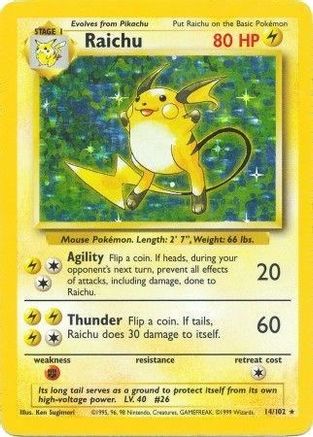 STAGE 1
Evolves from Pikachu
Put Raichu on the Basic Pokémon
Raichu
80 HP
Mouse Pokémon. Length: 2' 7", Weight: 66 lbs.
Agility Flip a coin. If heads, during your
opponent's next turn, prevent all effects
of attacks, including damage, done to
Raichu.
20
Thunder Flip a coin. If tails,
Raichu does 30 damage to itself.
60
weakness
resistance
retreat cost
Its long tail serves as a ground to protect itself from its own
high-voltage power. LV. 40 #26
Illus. Ken Sugimori
©1995, 96, 98 Nintendo, Creatures, GAMEFREAK. ©1999 Wizards.
14/102 ★